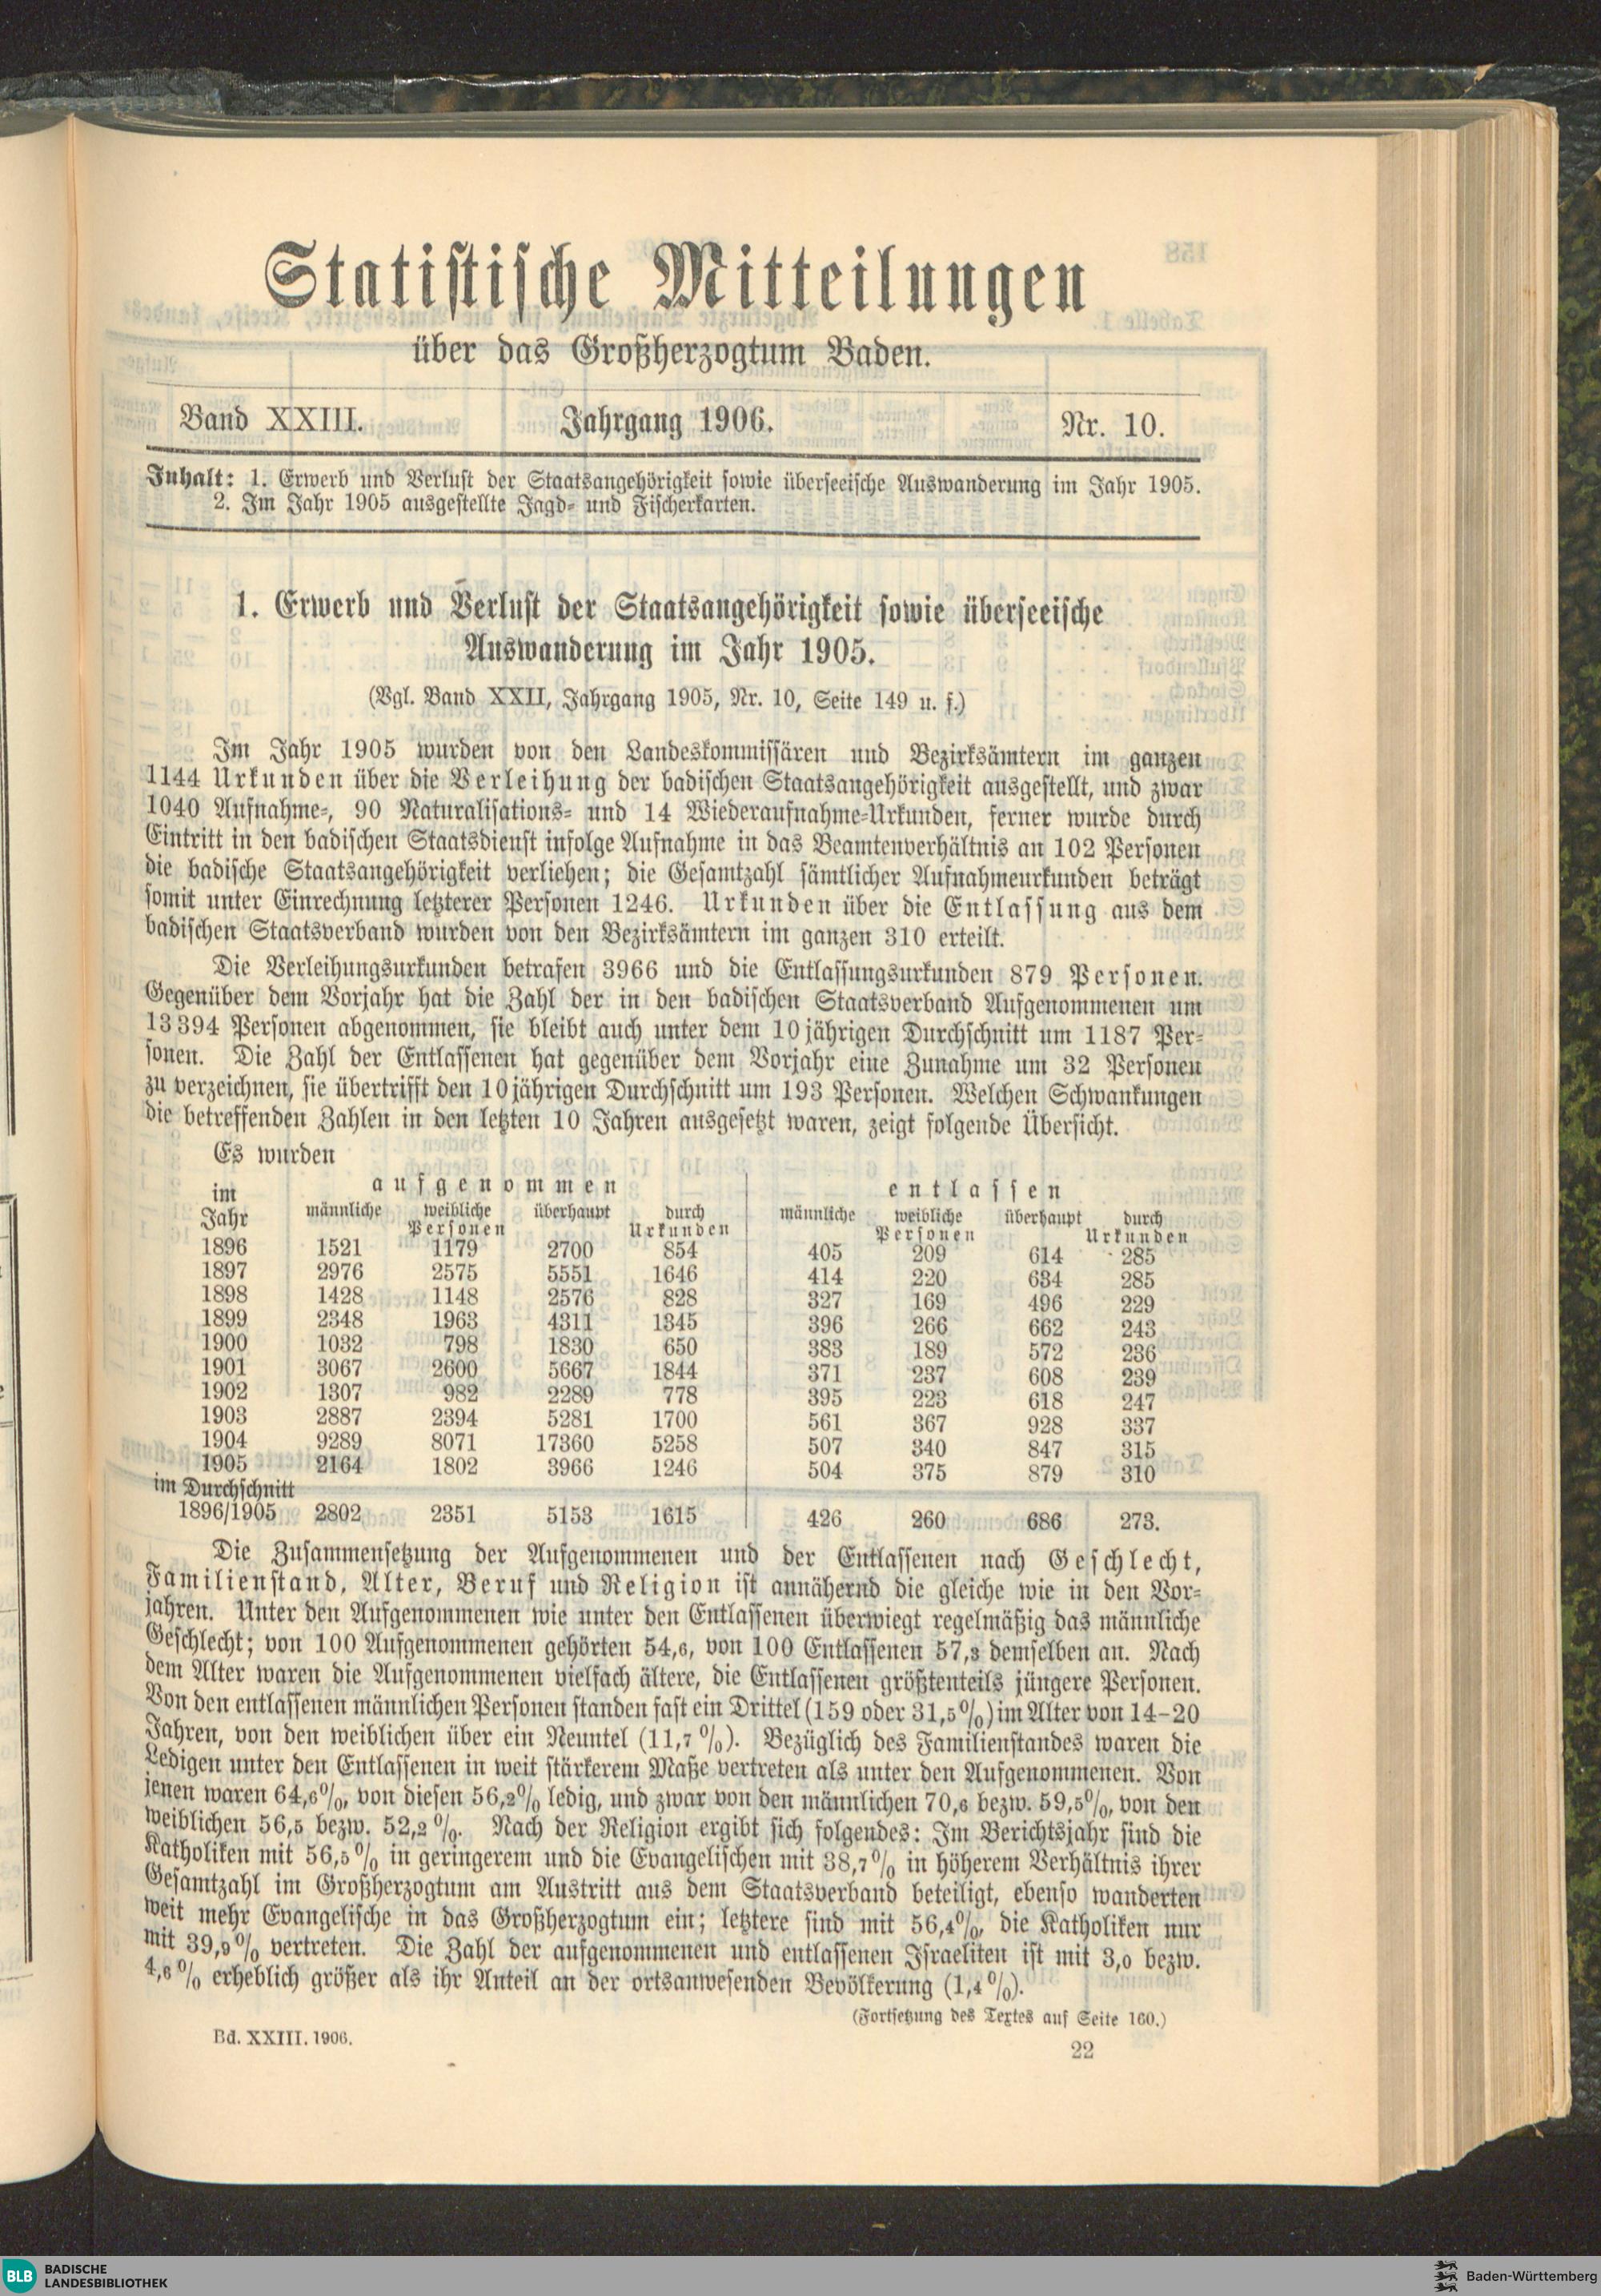 Statistische Mitteilungen
über das Großherzogtum Baden.
Band XXIII. Jahrgang 1906. Nr. 10.
Inhalt: 1. Erwerb und Verlust der Staatsangehörigkeit sowie überseeische Auswanderung im Jahr 1905.
2. Im Jahr 1905 ausgestellte Jagd- und Fischerkarten.
1. Erwerb und Verlust der Staatsangehörigkeit sowie überseeische
Auswanderung im Jahr 1905.
(Vgl. Band XXII, Jahrgang 1905, Nr. 10, Seite 149 u. f.)
Im Jahr 1905 wurden von den Landeskommissären und Bezirksämtern im ganzen
1144 Urkunden über die Verleihung der badischen Staatsangehörigkeit ausgestellt, und zwar
1040 Aufnahme-, 90 Naturalisations- und 14 Wiederaufnahme-Urkunden, ferner wurde durch
Eintritt in den badischen Staatsdienst infolge Aufnahme in das Beamtenverhältnis an 102 Personen
die badische Staatsangehörigkeit verliehen; die Gesamtzahl sämtlicher Aufnahmeurkunden beträgt
somit unter Einrechnung letzterer Personen 1246. Urkunden über die Entlassung aus dem
badischen Staatsverband wurden von den Bezirksämtern im ganzen 310 erteilt.
Die Verleihungsurkunden betrafen 3966 und die Entlassungsurkunden 879 Personen.
Gegenüber dem Vorjahr hat die Zahl der in den badischen Staatsverband Aufgenommenen um
13394 Personen abgenommen, sie bleibt auch unter dem 10jährigen Durchschnitt um 1187 Per-
sonen. Die Zahl der Entlassenen hat gegenüber dem Vorjahr eine Zunahme um 32 Personen
zu verzeichnen, sie übertrifft den 10jährigen Durchschnitt um 193 Personen. Welchen Schwankungen
die betreffenden Zahlen in den letzten 10 Jahren ausgesetzt waren, zeigt folgende Übersicht.
Es wurden
im aufgenommen entlassen
Jahr männliche weibliche überhaupt durch männliche weibliche überhaupt durch
Personen Urkunden Personen Urkunden
1896 1521 1179 2700 854 405 209 614 285
1897 2976 2575 5551 1646 414 220 634 285
1898 1428 1148 2576 828 327 169 496 229
1899 2348 1963 4311 1345 396 266 662 243
1900 1032 798 1830 650 383 189 572 236
1901 3067 2600 5667 1844 371 237 608 239
1902 1307 982 2289 778 395 223 618 247
1903 2887 2394 5281 1700 561 367 928 337
1904 9289 8071 17360 5258 507 340 847 315
1905 2164 1802 3966 1246 504 375 879 310
im Durchschnitt
1896/1905 2802 2351 5153 1615 426 260 686 273.
Die Zusammensetzung der Aufgenommenen und der Entlassenen nach Geschlecht,
Familienstand, Alter, Beruf und Religion ist annähernd die gleiche wie in den Vor-
jahren. Unter den Aufgenommenen wie unter den Entlassenen überwiegt regelmäßig das männliche
Geschlecht; von 100 Aufgenommenen gehörten 54,6, von 100 Entlassenen 57,3 demselben an. Nach
dem Alter waren die Aufgenommenen vielfach ältere, die Entlassenen größtenteils jüngere Personen.
Von den entlassenen männlichen Personen standen fast ein Drittel (159 oder 31,5%) im Alter von 14-20
Jahren, von den weiblichen über ein Neuntel (11,7%). Bezüglich des Familienstandes waren die
Ledigen unter den Entlassenen in weit stärkerem Maße vertreten als unter den Aufgenommenen. Von
jenen waren 64,6%, von diesen 56,2% ledig, und zwar von den männlichen 70,6 bezw. 59,5%, von den
weiblichen 56,5 bezw. 52,2%. Nach der Religion ergibt sich folgendes: Im Berichtsjahr sind die
Katholiken mit 56,5% in geringerem und die Evangelischen mit 38,7% in höherem Verhältnis ihrer
Gesamtzahl im Großherzogtum am Austritt aus dem Staatsverband beteiligt, ebenso wanderten
weit mehr Evangelische in das Großherzogtum ein; letztere sind mit 56,4%, die Katholiken nur
mit 39,9% vertreten. Die Zahl der aufgenommenen und entlassenen Israeliten ist mit 3,0 bezw.
4,6% erheblich größer als ihr Anteil an der ortsanwesenden Bevölkerung (1,4%).
(Fortsetzung des Textes auf Seite 160.)
Bd. XXIII. 1906.
22
BLB BADISCHE
LANDESBIBLIOTHEK
Baden-Württemberg